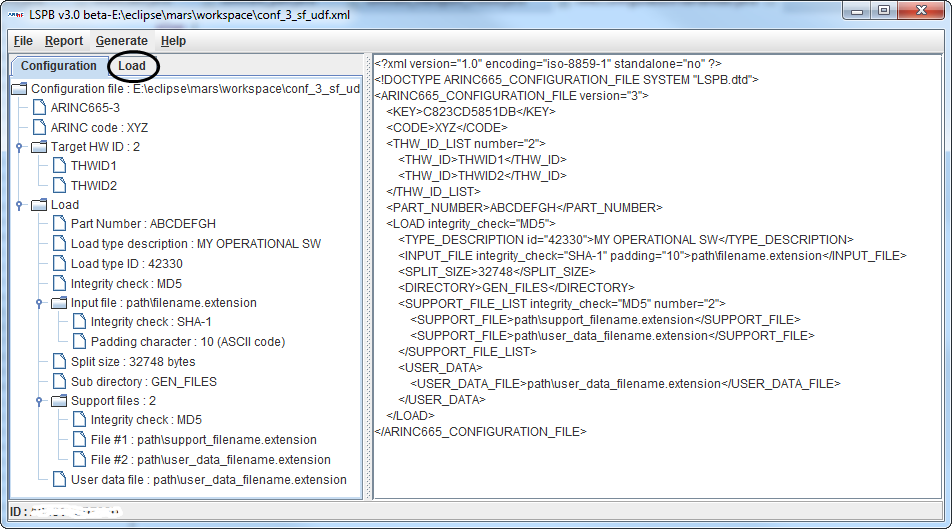 LSPB v3.0 beta-E:\eclipse\mars\workspace\conf_3_sf_udf.xml
File Report Generate Help
Configuration Load
Configuration file : E:\eclipse\mars\workspace\conf_3_sf_ud
ARINC665-3
ARINC code : XYZ
Target HW ID : 2
THWID1
THWID2
Load
Part Number : ABCDEFGH
Load type description : MY OPERATIONAL SW
Load type ID : 42330
Integrity check : MD5
Input file : path\filename.extension
Integrity check : SHA-1
Padding character : 10 (ASCII code)
Split size : 32748 bytes
Sub directory : GEN_FILES
Support files : 2
Integrity check : MD5
File #1 : path\support_filename.extension
File #2 : path\user_data_filename.extension
User data file : path\user_data_filename.extension
<?xml version="1.0" encoding="iso-8859-1" standalone="no" ?>
<!DOCTYPE ARINC665_CONFIGURATION_FILE SYSTEM "LSPB.dtd">
<ARINC665_CONFIGURATION_FILE version="3">
<KEY>C823CD5851DB</KEY>
<CODE>XYZ</CODE>
<THW_ID_LIST number="2">
<THW_ID>THWID1</THW_ID>
<THW_ID>THWID2</THW_ID>
</THW_ID_LIST>
<PART_NUMBER>ABCDEFGH</PART_NUMBER>
<LOAD integrity_check="MD5">
<TYPE_DESCRIPTION id="42330">MY OPERATIONAL SW</TYPE_DESCRIPTION>
<INPUT_FILE integrity_check="SHA-1" padding="10">path\filename.extension</INPUT_FILE>
<SPLIT_SIZE>32748</SPLIT_SIZE>
<DIRECTORY>GEN_FILES</DIRECTORY>
<SUPPORT_FILE_LIST integrity_check="MD5" number="2">
<SUPPORT_FILE>path\support_filename.extension</SUPPORT_FILE>
<SUPPORT_FILE>path\user_data_filename.extension</SUPPORT_FILE>
</SUPPORT_FILE_LIST>
<USER_DATA>
<USER_DATA_FILE>path\user_data_filename.extension</USER_DATA_FILE>
</USER_DATA>
</LOAD>
</ARINC665_CONFIGURATION_FILE>
ID :